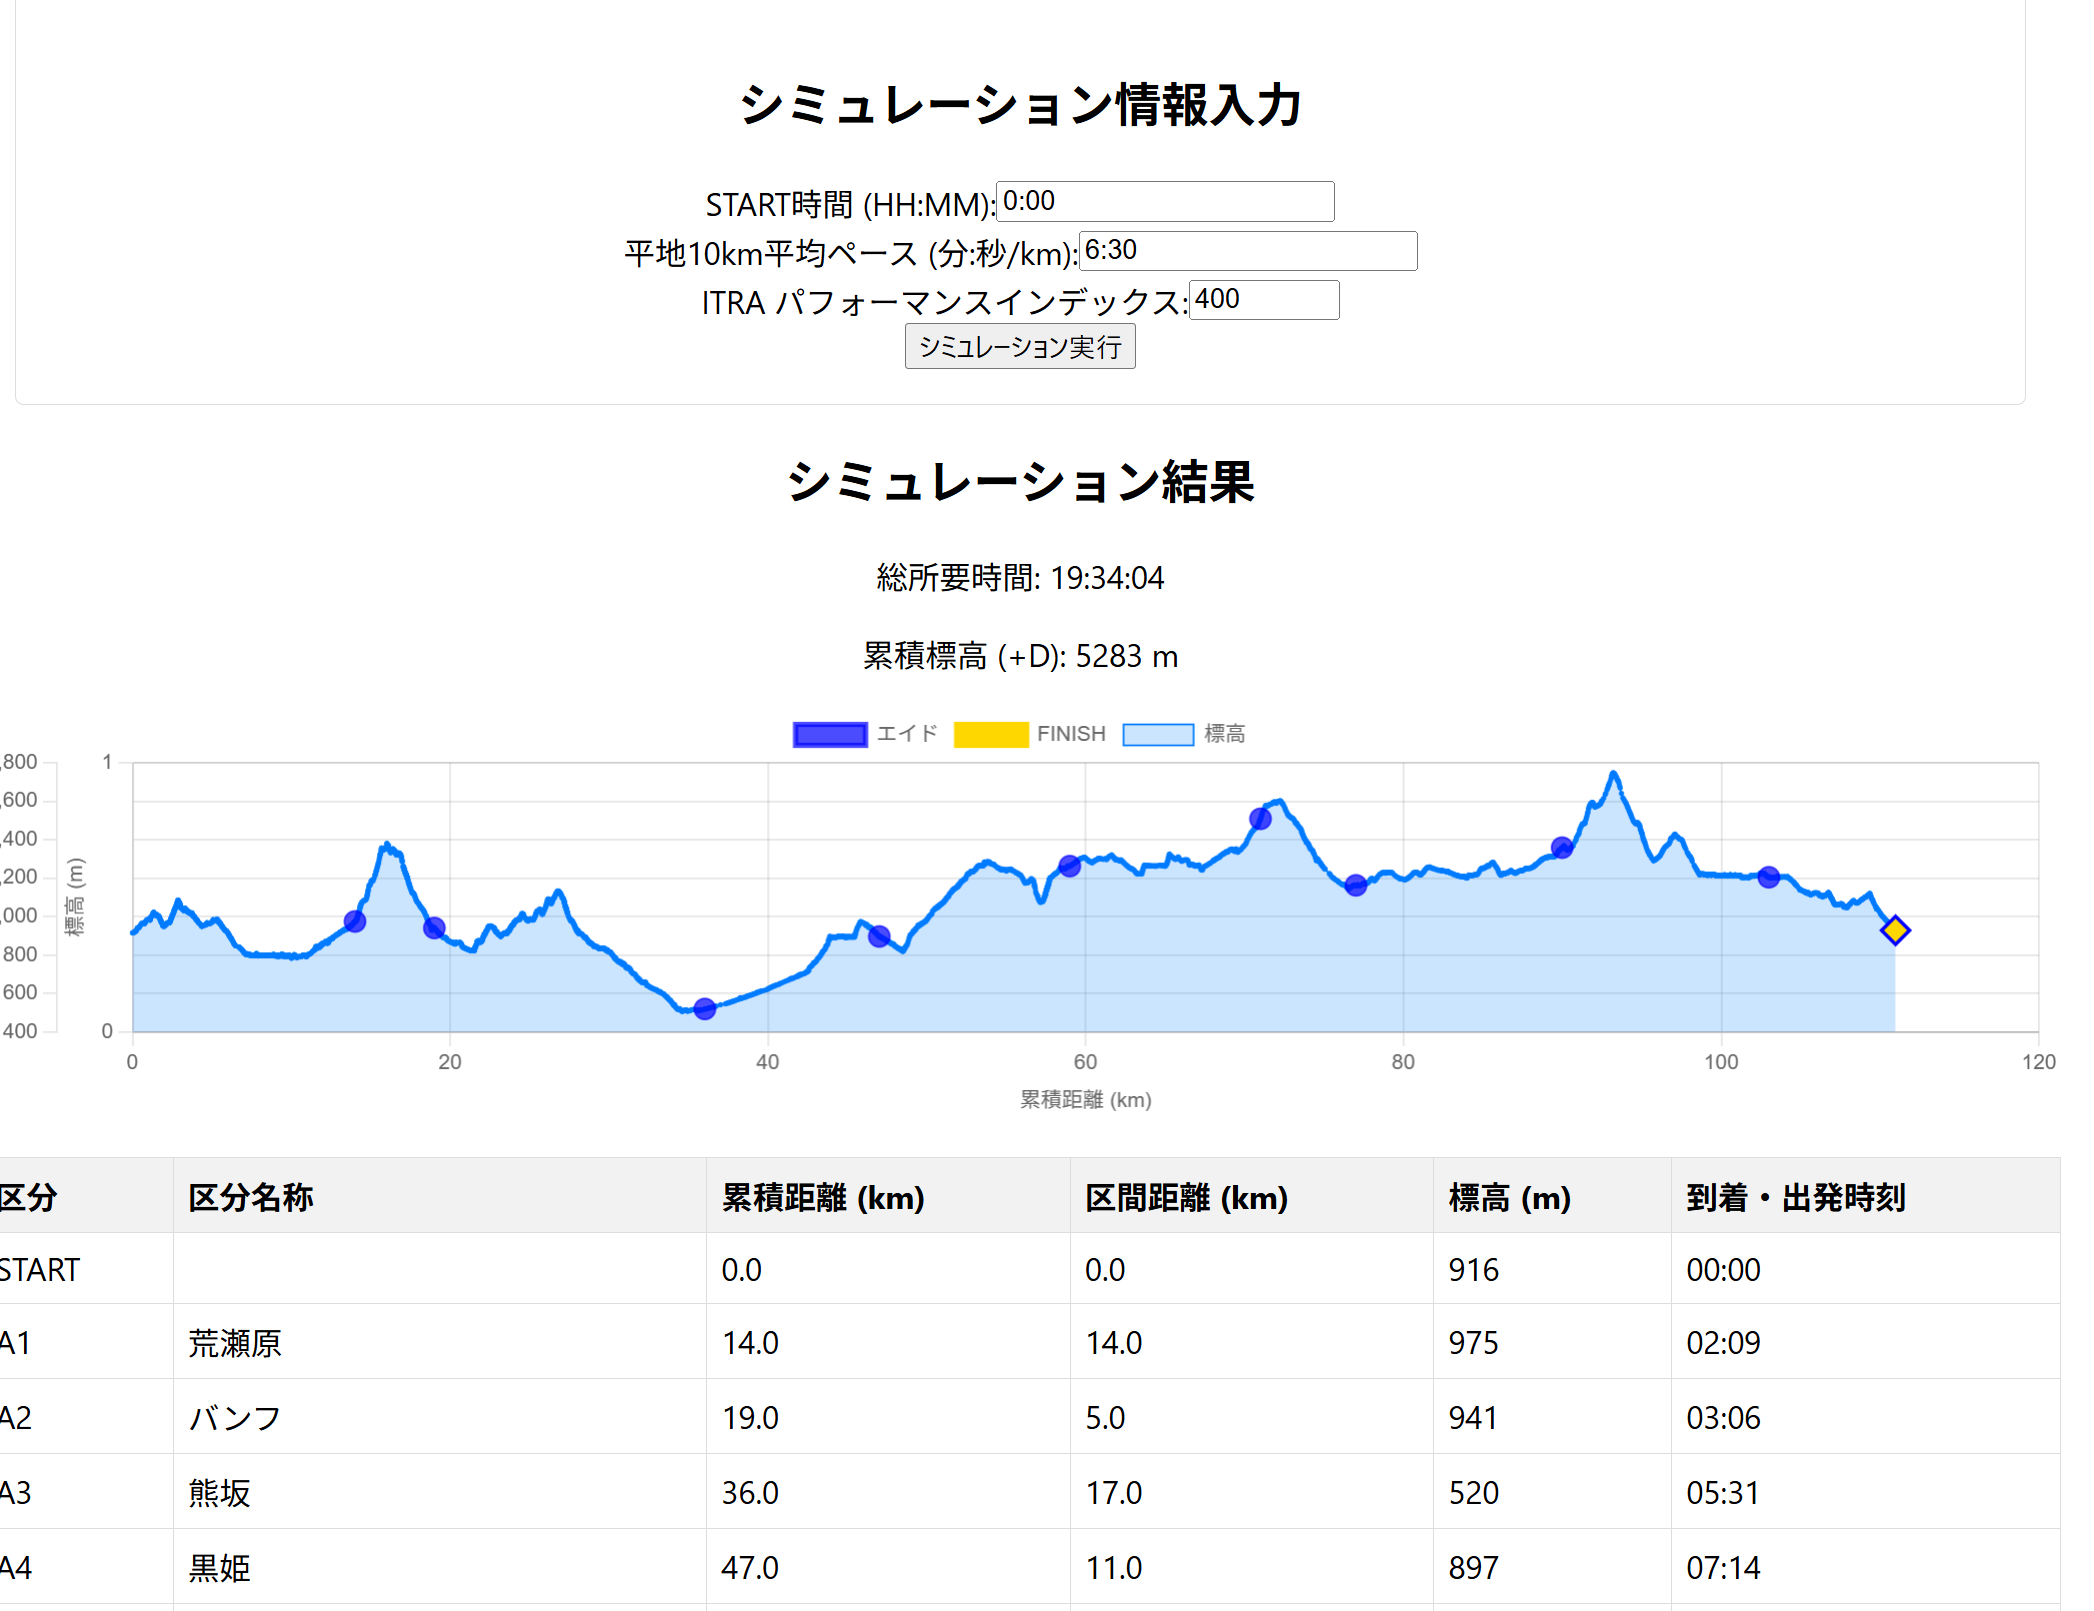 シミュレーション情報入力
START時間 (HH:MM): 0:00
平地10km平均ペース (分:秒/km): 6:30
ITRA パフォーマンスインデックス: 400
シミュレーション実行
シミュレーション結果
総所要時間: 19:34:04
累積標高 (+D): 5283 m
エイド FINISH 標高
,800 1
,600
,400
,200
,000
800
600
400 0
標高 (m)
0 20 40 60 80 100 120
累積距離 (km)
区分 区分名称 累積距離 (km) 区間距離 (km) 標高 (m) 到着・出発時刻
START 0.0 0.0 916 00:00
A1 荒瀬原 14.0 14.0 975 02:09
A2 バンフ 19.0 5.0 941 03:06
A3 熊坂 36.0 17.0 520 05:31
A4 黒姫 47.0 11.0 897 07:14